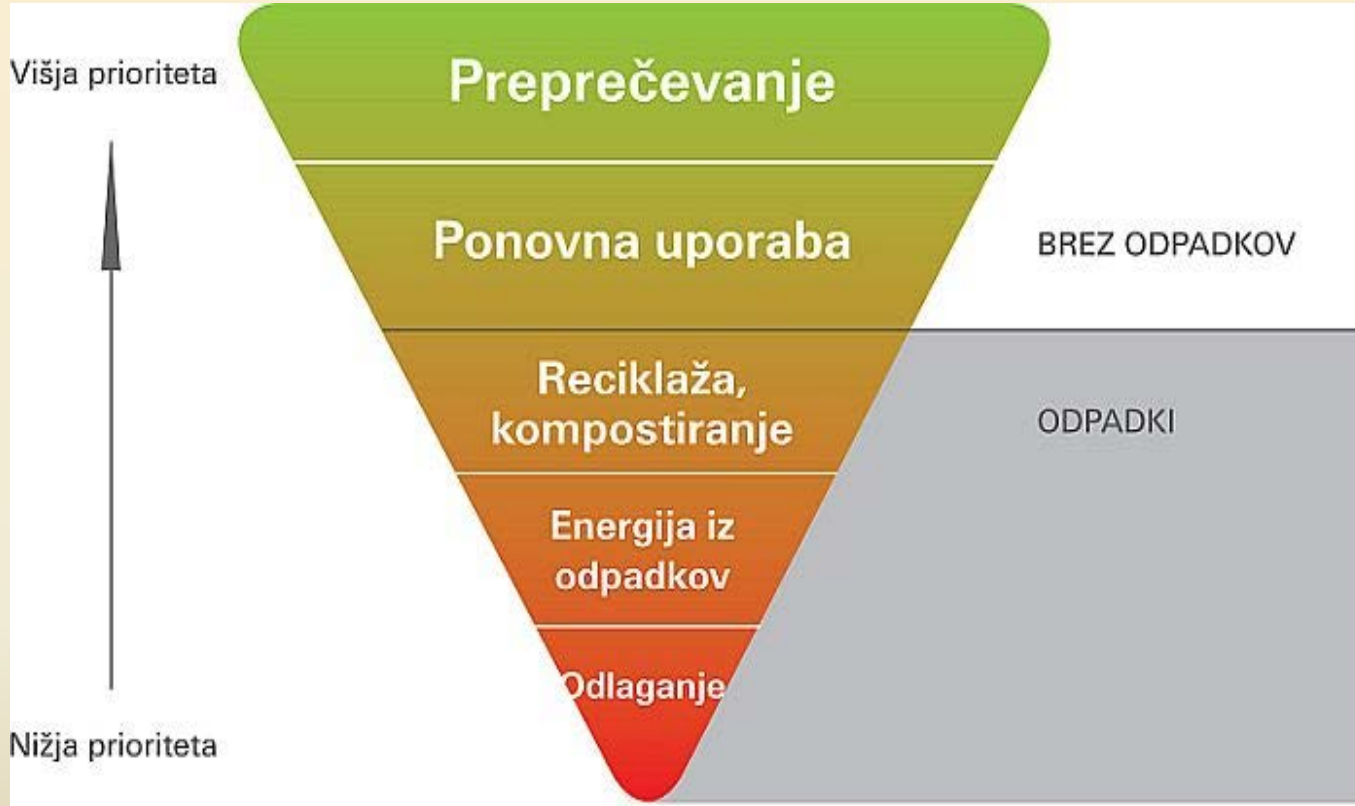 Višja prioriteta
Preprečevanje
Ponovna uporaba
BREZ ODPADKOV
Reciklaža,
kompostiranje
ODPADKI
Energija iz
odpadkov
Odlaganje
Nižja prioriteta